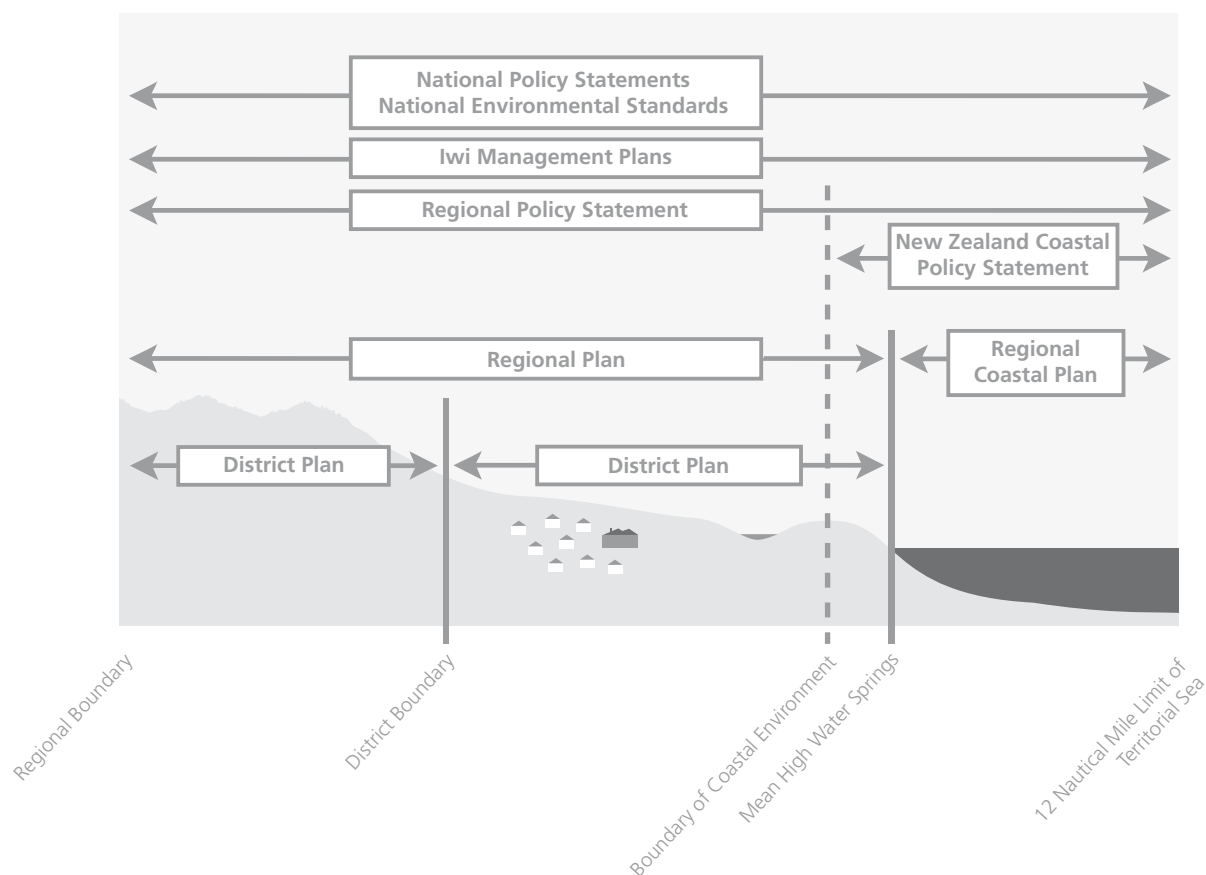 National Policy Statements
National Environmental Standards
Iwi Management Plans
Regional Policy Statement
New Zealand Coastal
Policy Statement
Regional Plan
Regional
Coastal Plan
District Plan
District Plan
Regional Boundary
District Boundary
Boundary of Coastal Environment
Mean High Water Springs
12 Nautical Mile Limit of
Territorial Sea